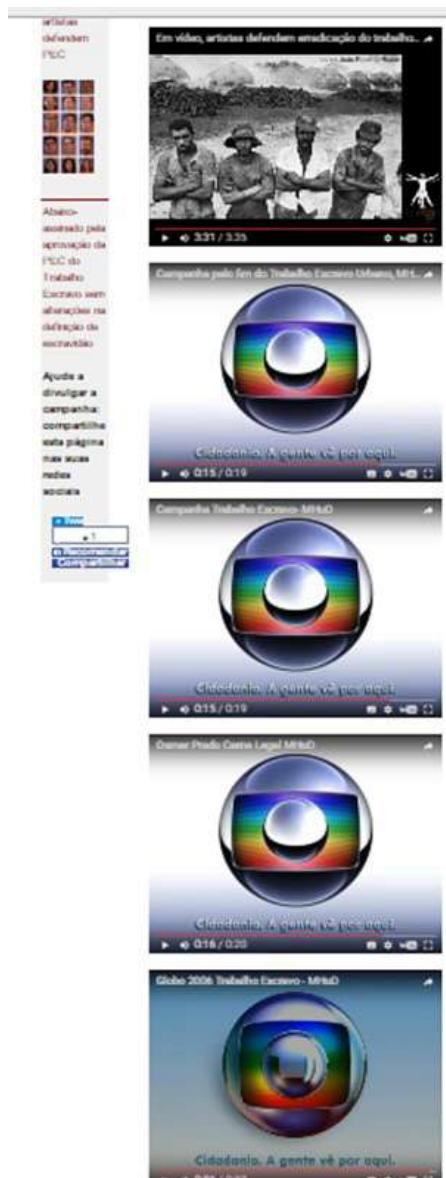 artistas
defendem
PEC
Abaixo-
assinado pela
aprovação da
PEC do
Trabalho
Escravo sem
alterações na
definição de
escravidão
Ajude a
divulgar a
campanha:
compartilhe
esta página
nas suas
redes
sociais
1
Recomendar
Compartilhar
Em vídeo, artistas defendem erradicação do trabalho...
3:31 / 3:35
Campanha pelo fim do Trabalho Escravo Urbano, MH...
Cidadania. A gente vê por aqui.
0:15 / 0:19
Campanha Trabalho Escravo- MHuD
Cidadania. A gente vê por aqui.
0:15 / 0:19
Osmar Prado Carne Legal MHuD
Cidadania. A gente vê por aqui.
0:16 / 0:20
Globo 2006 Trabalho Escravo - MHuD
Cidadania. A gente vê por aqui.